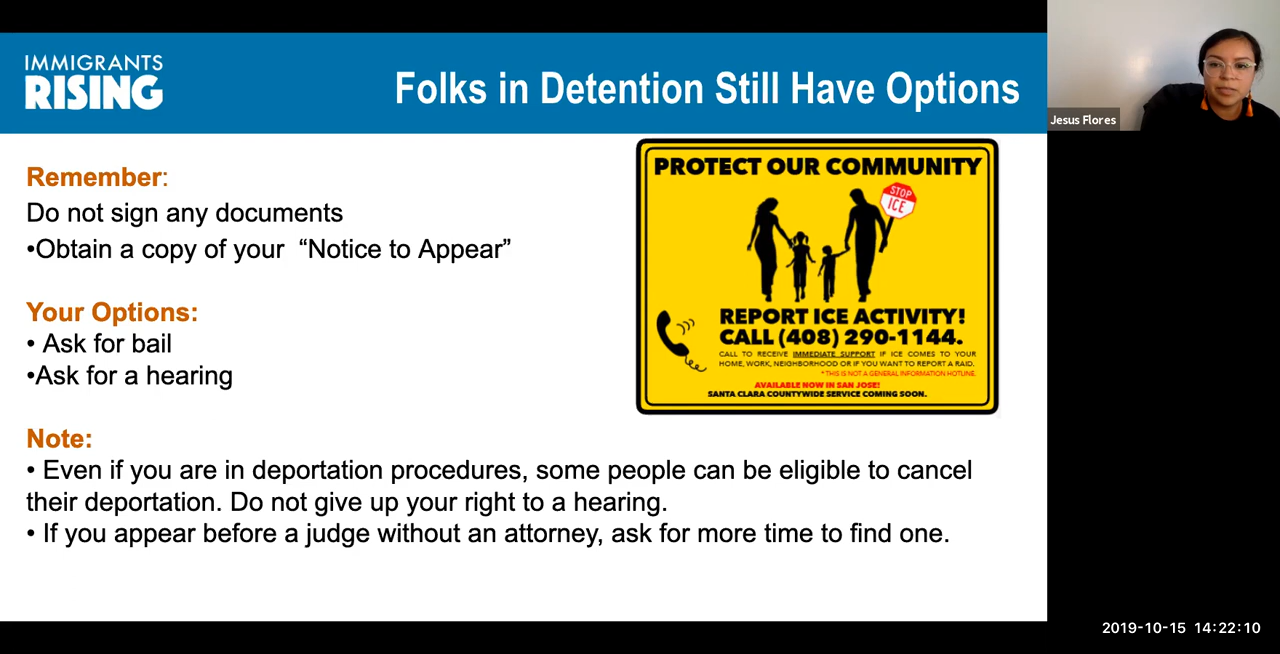 IMMIGRANTS
RISING
Folks in Detention Still Have Options
Jesus Flores
Remember:
Do not sign any documents
•Obtain a copy of your “Notice to Appear”
Your Options:
• Ask for bail
•Ask for a hearing
PROTECT OUR COMMUNITY
STOP
ICE
REPORT ICE ACTIVITY!
CALL (408) 290-1144.
CALL TO RECEIVE IMMEDIATE SUPPORT IF ICE COMES TO YOUR
HOME, WORK, NEIGHBORHOOD OR IF YOU WANT TO REPORT A RAID.
*THIS IS NOT A GENERAL INFORMATION HOTLINE.
AVAILABLE NOW IN SAN JOSE!
SANTA CLARA COUNTYWIDE SERVICE COMING SOON.
Note:
• Even if you are in deportation procedures, some people can be eligible to cancel
their deportation. Do not give up your right to a hearing.
• If you appear before a judge without an attorney, ask for more time to find one.
2019-10-15 14:22:10